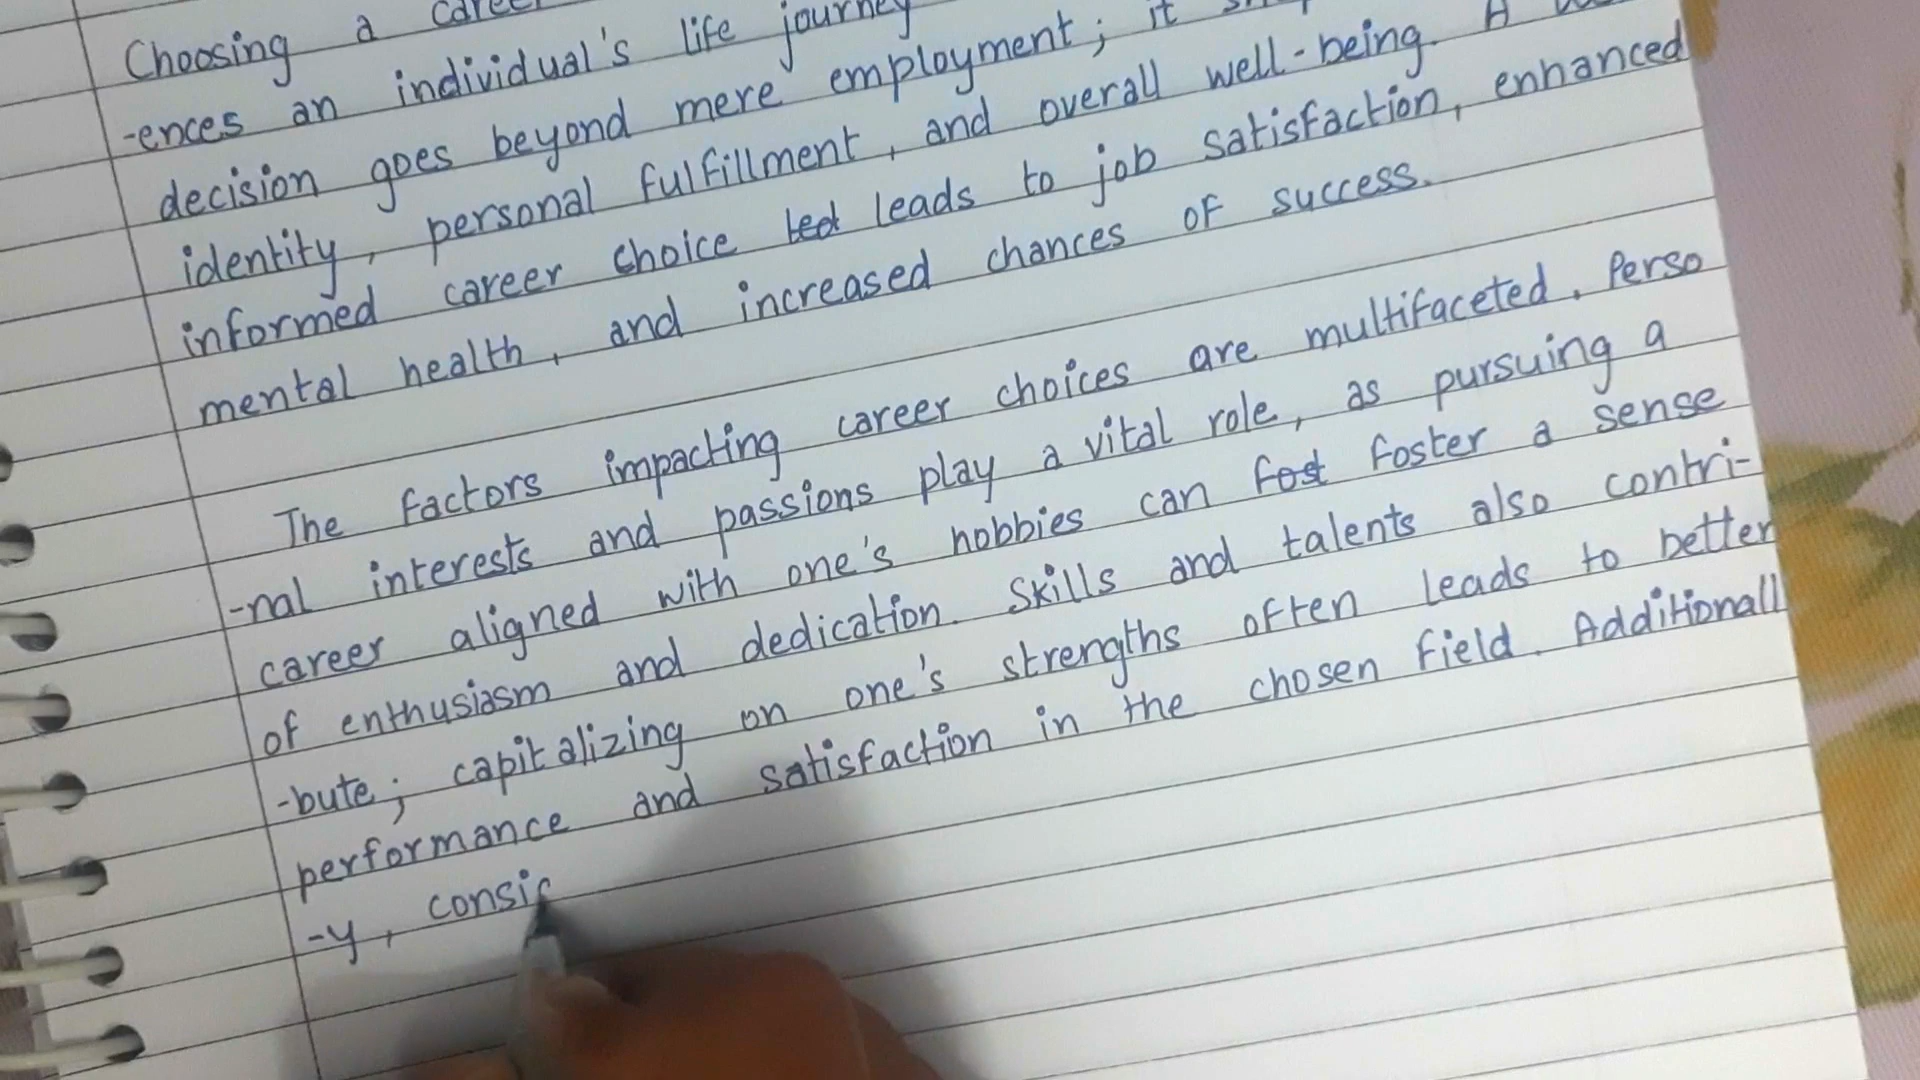 Choosing a career
-ences an individual's life journey
decision goes beyond mere employment; it
identity, personal fulfillment, and overall well-being. A
informed career choice led leads to job satisfaction, enhanced
mental health, and increased chances of success.
The factors impacting career choices are multifaceted. Perso
-nal interests and passions play a vital role, as pursuing a
career aligned with one's hobbies can fost foster a sense
of enthusiasm and dedication. Skills and talents also contri-
-bute; capitalizing on one's strengths often leads to better
performance and satisfaction in the chosen field. Additionall
-y, consi